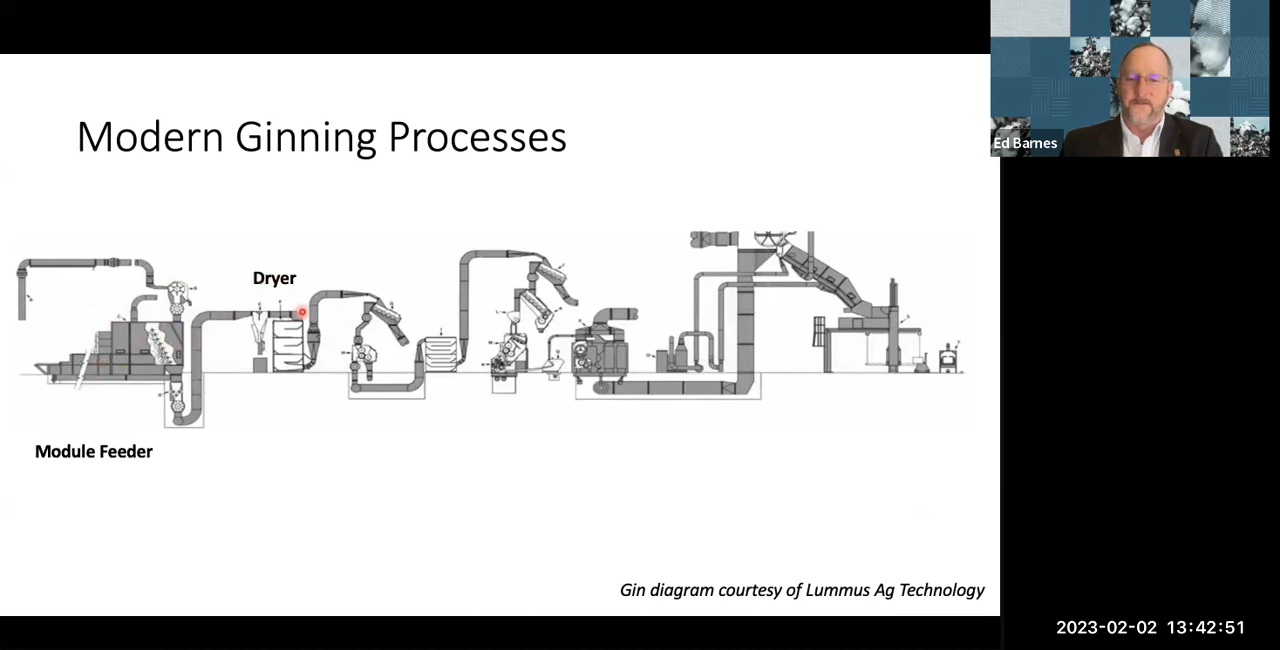 Modern Ginning Processes
Ed Barnes
Dryer
Module Feeder
Gin diagram courtesy of Lummus Ag Technology
2023-02-02 13:42:51